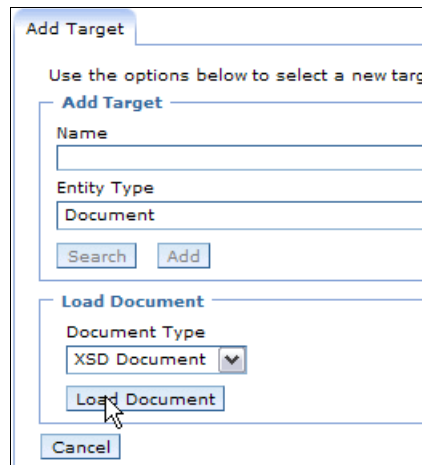 Add Target
Use the options below to select a new targ
Add Target
Name
Entity Type
Document
Search Add
Load Document
Document Type
XSD Document
Load Document
Cancel